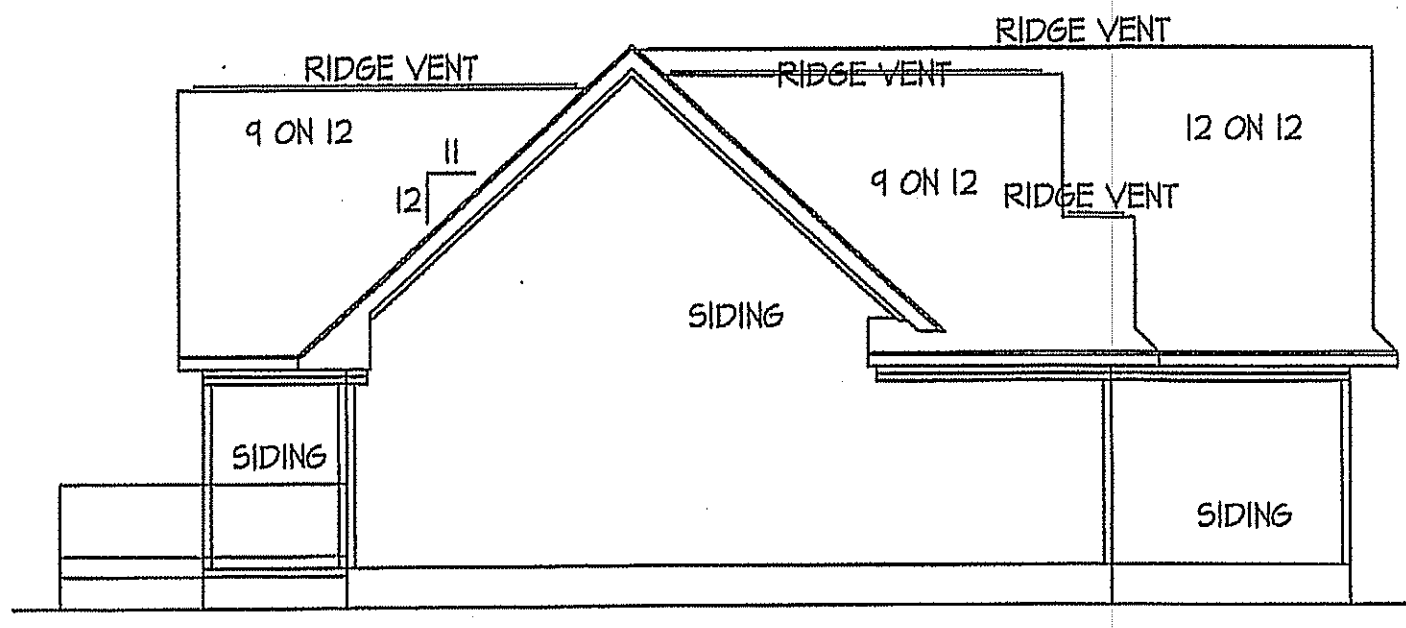 RIDGE VENT
RIDGE VENT
RIDGE VENT
9 ON 12
12 ON 12
11
12
9 ON 12
RIDGE VENT
SIDING
SIDING
SIDING